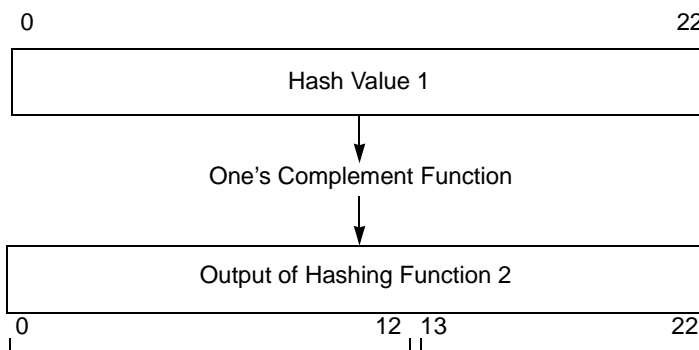 0 22
Hash Value 1
One's Complement Function
Output of Hashing Function 2
0 12 13 22